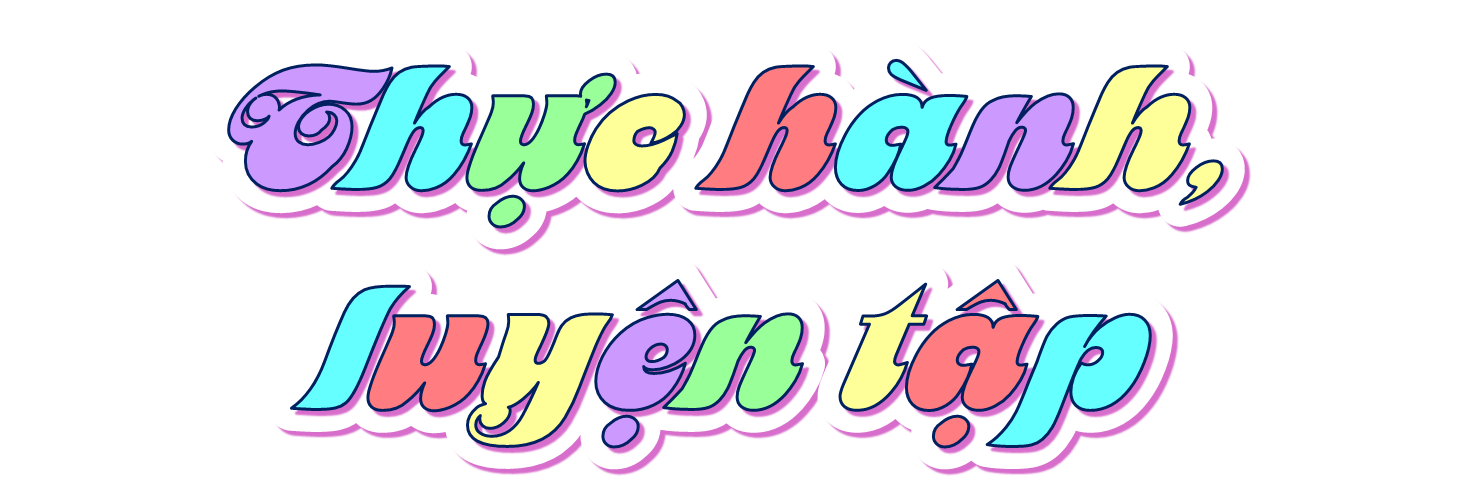 Thực hành,
luyện tập